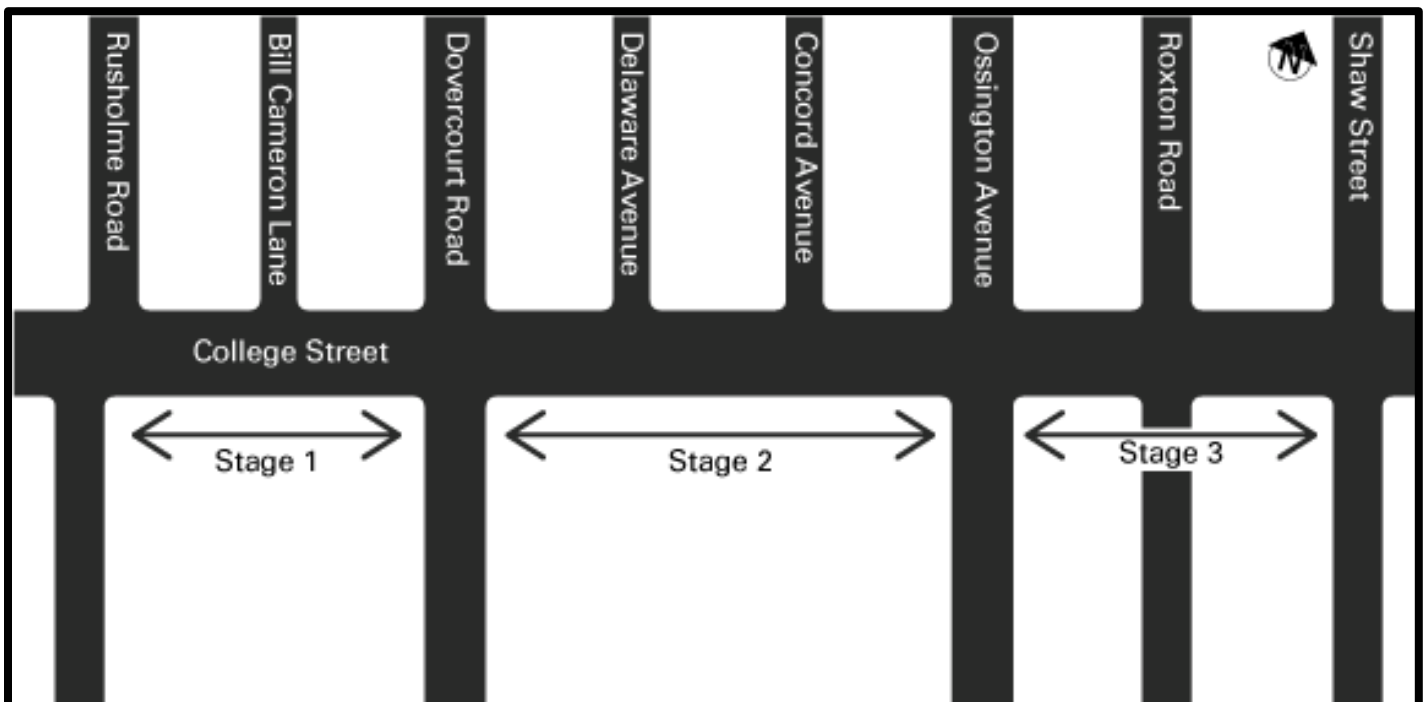 Rusholme Road
Bill Cameron Lane
Dovercourt Road
Delaware Avenue
Concord Avenue
Ossington Avenue
Roxton Road
N
Shaw Street
College Street
Stage 1
Stage 2
Stage 3